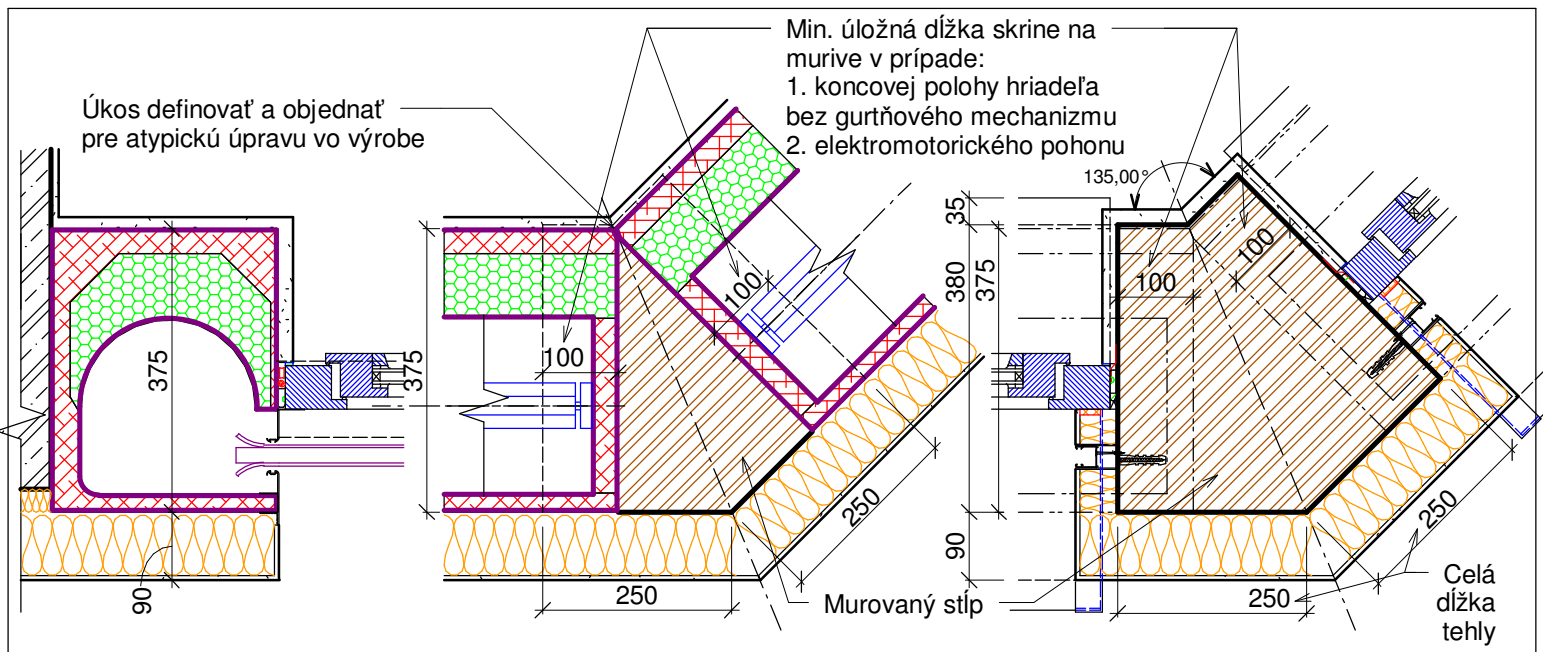 Min. úložná dĺžka skrine na
murive v prípade:
1. koncovej polohy hriadeľa
bez gurtňového mechanizmu
2. elektromotorického pohonu
Úkos definovať a objednať
pre atypickú úpravu vo výrobe
375
90
375
100
100
250
250
Murovaný stĺp
135,00°
35
380
375
90
100
100
250
250
Celá
dĺžka
tehly